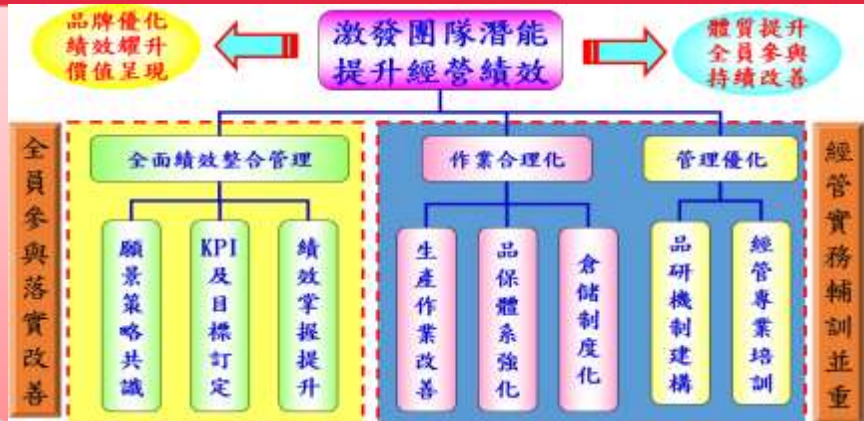 品牌優化
績效耀升
價值呈現
激發團隊潛能
提升經營績效
體質提升
全員參與
持續改善
全員參與落實改善
全面績效整合管理
作業合理化
管理優化
經管實務輔訓並重
願景策略共識
KPI及目標訂定
績效掌握提升
生產作業改善
品保體系強化
倉儲制度化
品研機制建構
經管專業培訓